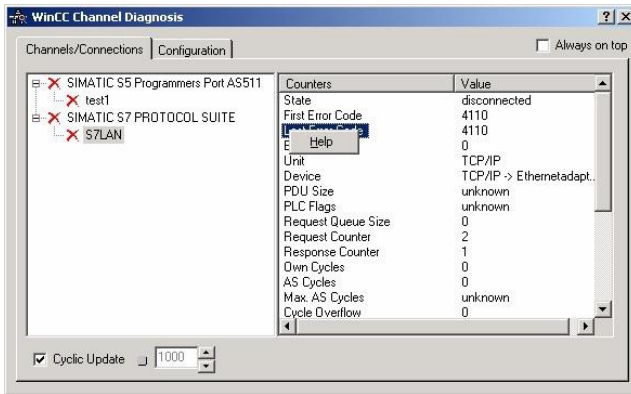 WinCC Channel Diagnosis
Channels/Connections Configuration Always on top
SIMATIC S5 Programmers Port AS511
test1
SIMATIC S7 PROTOCOL SUITE
S7LAN
Counters Value
State disconnected
First Error Code 4110
Last Error Code 4110
E 0
Help
Unit TCP/IP
Device TCP/IP -> Ethernetadapt..
PDU Size unknown
PLC Flags unknown
Request Queue Size 0
Request Counter 2
Response Counter 1
Own Cycles 0
AS Cycles 0
Max. AS Cycles unknown
Cycle Overflow 0
Cyclic Update 1000